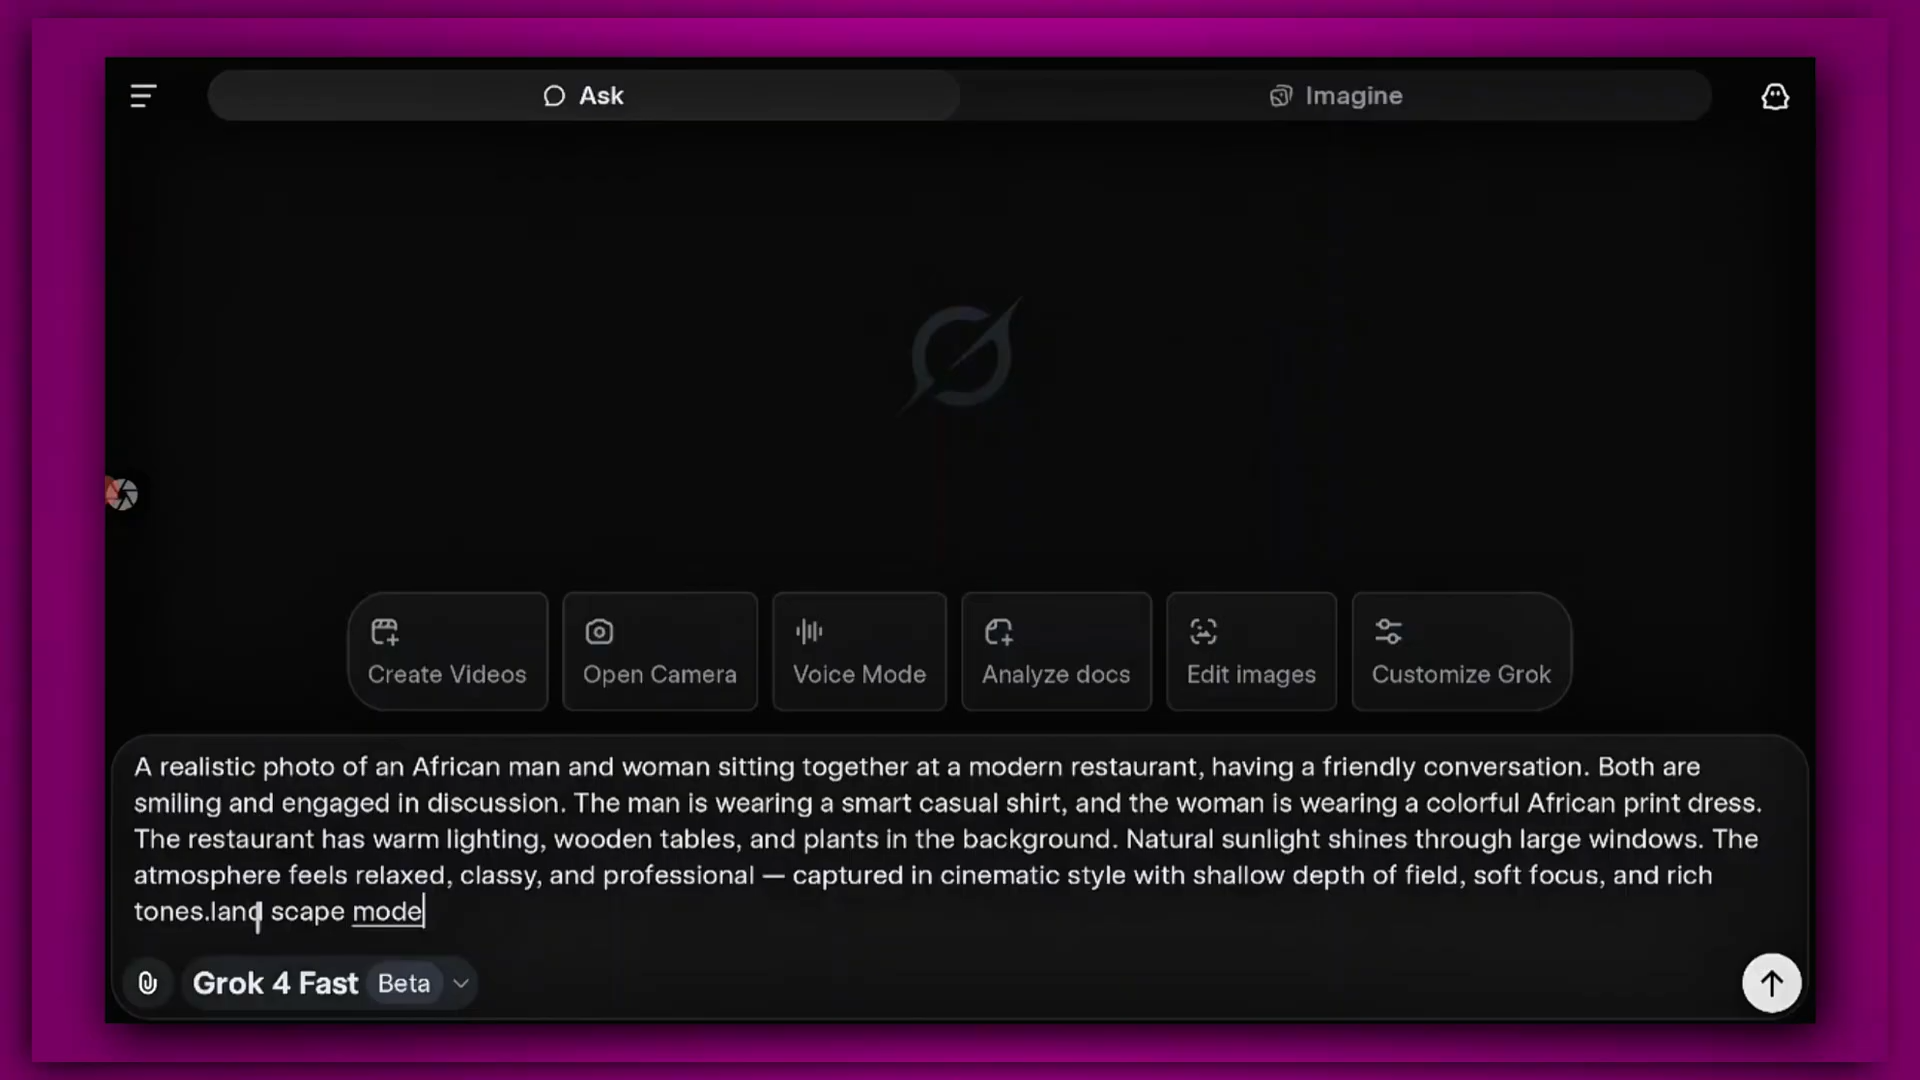 Ask
Imagine
Create Videos
Open Camera
Voice Mode
Analyze docs
Edit images
Customize Grok
A realistic photo of an African man and woman sitting together at a modern restaurant, having a friendly conversation. Both are
smiling and engaged in discussion. The man is wearing a smart casual shirt, and the woman is wearing a colorful African print dress.
The restaurant has warm lighting, wooden tables, and plants in the background. Natural sunlight shines through large windows. The
atmosphere feels relaxed, classy, and professional — captured in cinematic style with shallow depth of field, soft focus, and rich
tones.land scape mode
Grok 4 Fast Beta